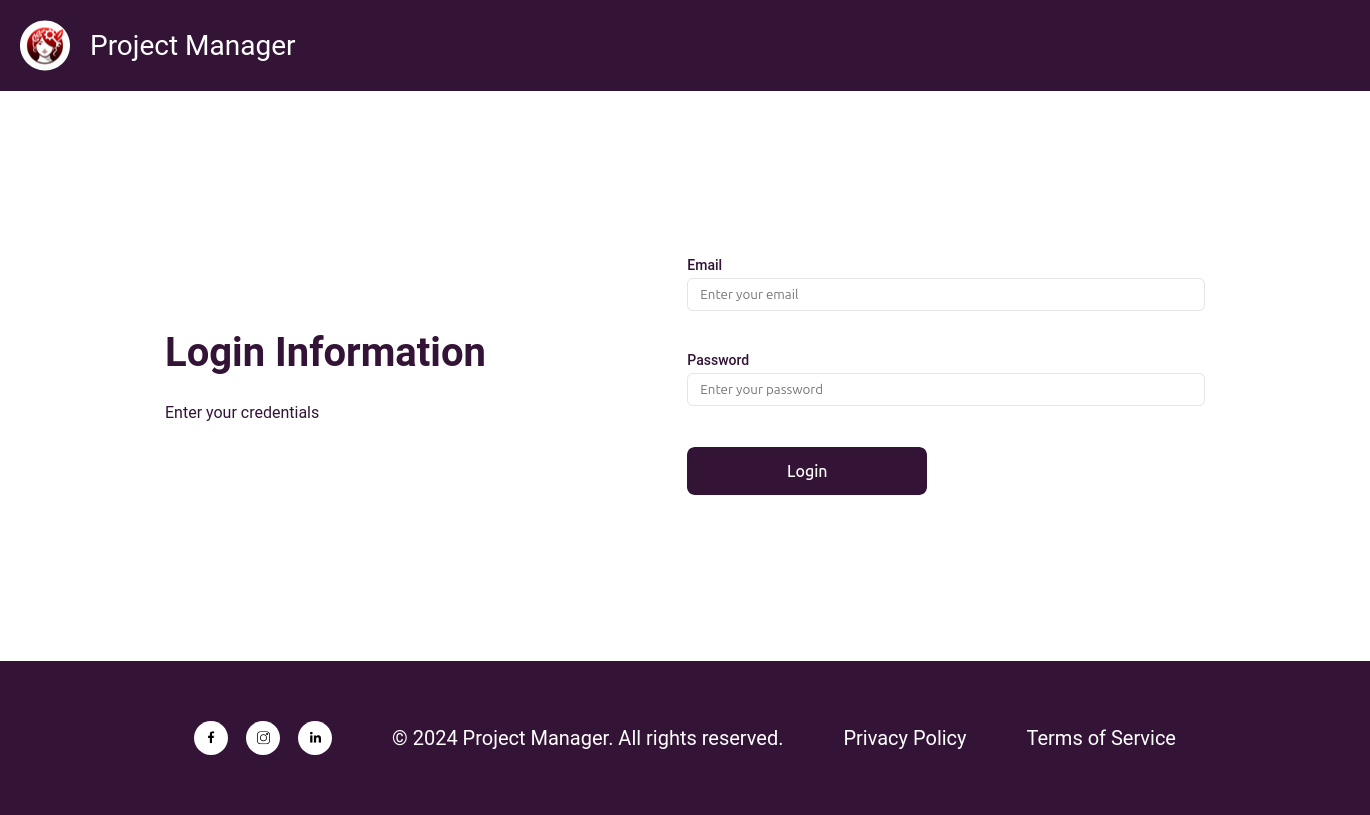 Project Manager
Login Information
Enter your credentials
Email
Enter your email
Password
Enter your password
Login
© 2024 Project Manager. All rights reserved.
Privacy Policy
Terms of Service